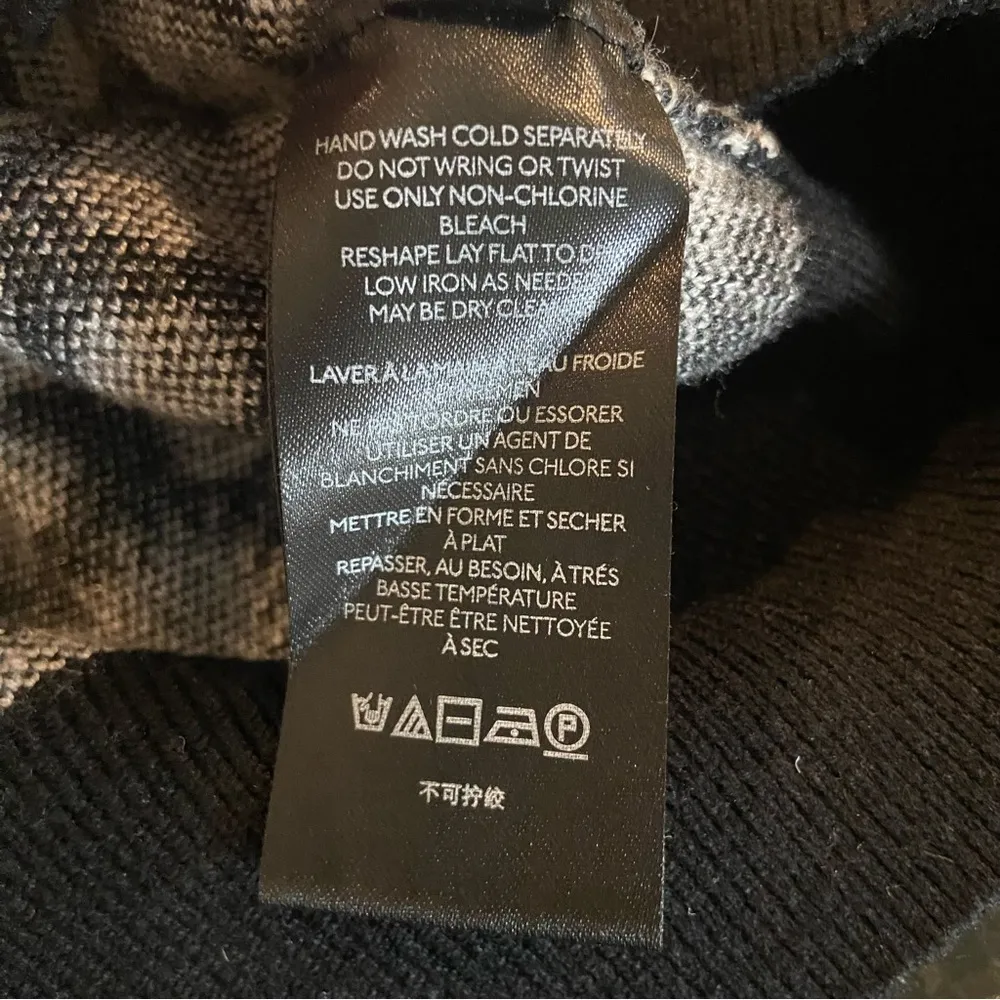 HAND WASH COLD SEPARATELY
DO NOT WRING OR TWIST
USE ONLY NON-CHLORINE
BLEACH
RESHAPE LAY FLAT TO
LOW IRON AS
MAY BE DRY
LAVER À LA FROIDE
NE OU ESSORER
UTILISER UN AGENT DE
BLANCHIMENT SANS CHLORE SI
NÉCESSAIRE
METTRE EN FORME ET SECHER
À PLAT
REPASSER, AU BESOIN, À TRÉS
BASSE TEMPÉRATURE
PEUT-ÊTRE ÊTRE NETTOYÉE
À SEC
P
不可拧绞